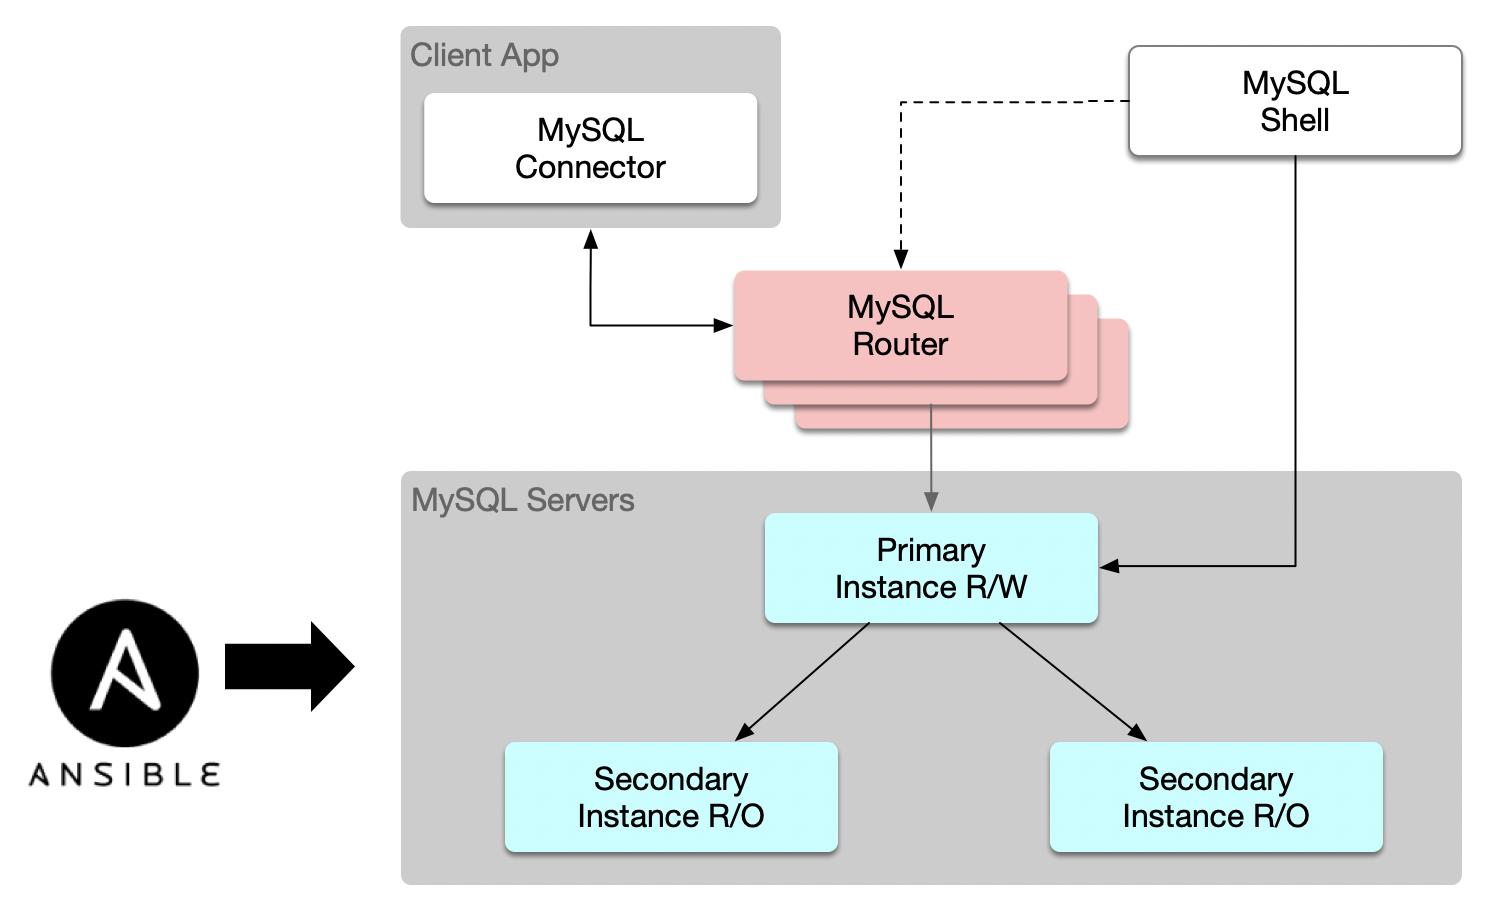 Client App
MySQL
Connector
MySQL
Shell
MySQL
Router
MySQL Servers
Primary
Instance R/W
ANSIBLE
Secondary
Instance R/O
Secondary
Instance R/O